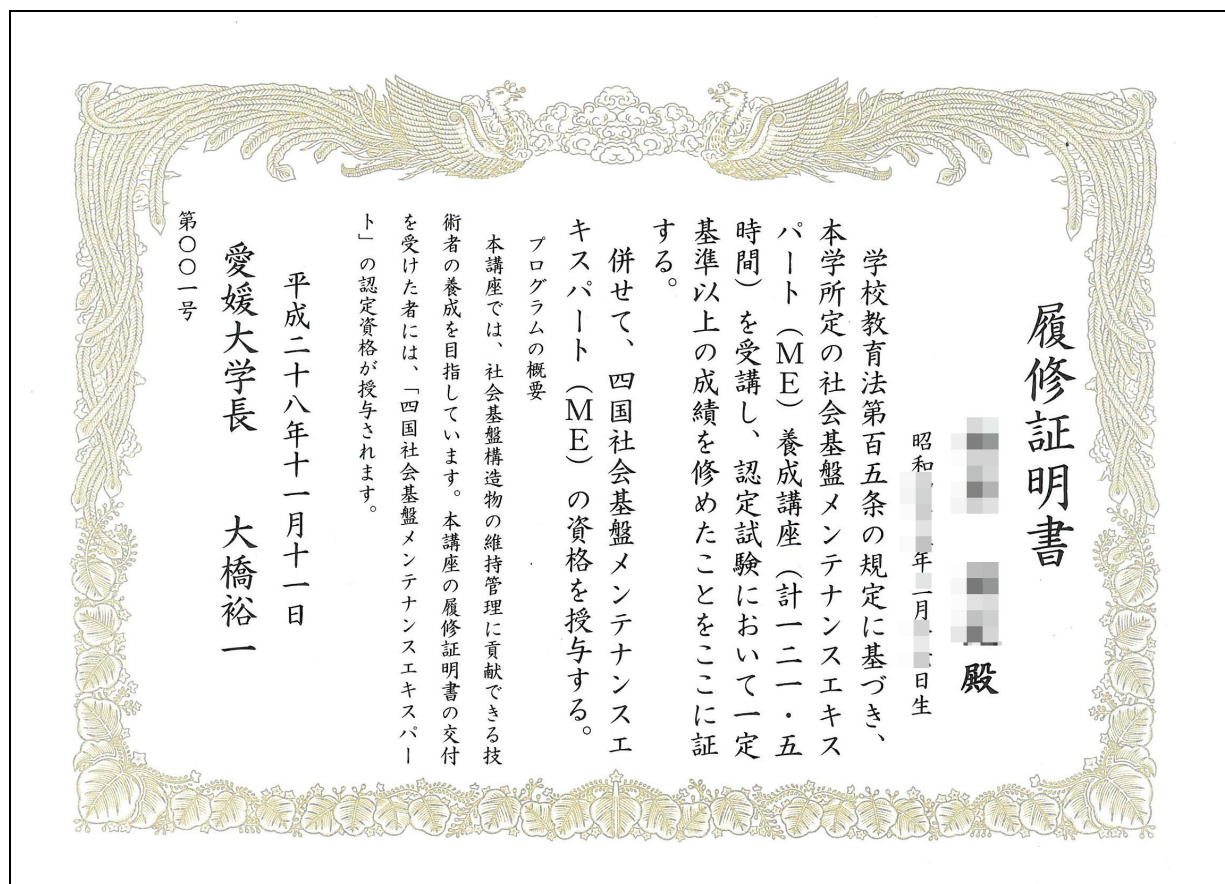 履修証明書
殿
昭和 年 月 日生
学校教育法第百五条の規定に基づき、
本学所定の社会基盤メンテナンスエキス
パート（ＭＥ）養成講座（計一二一・五
時間）を受講し、認定試験において一定
基準以上の成績を修めたことをここに証
する。
併せて、四国社会基盤メンテナンスエ
キスパート（ＭＥ）の資格を授与する。
プログラムの概要
本講座では、社会基盤構造物の維持管理に貢献できる技
術者の養成を目指しています。本講座の履修証明書の交付
を受けた者には、「四国社会基盤メンテナンスエキスパー
ト」の認定資格が授与されます。
平成二十八年十一月十一日
愛媛大学長 大橋裕一
第〇〇一号